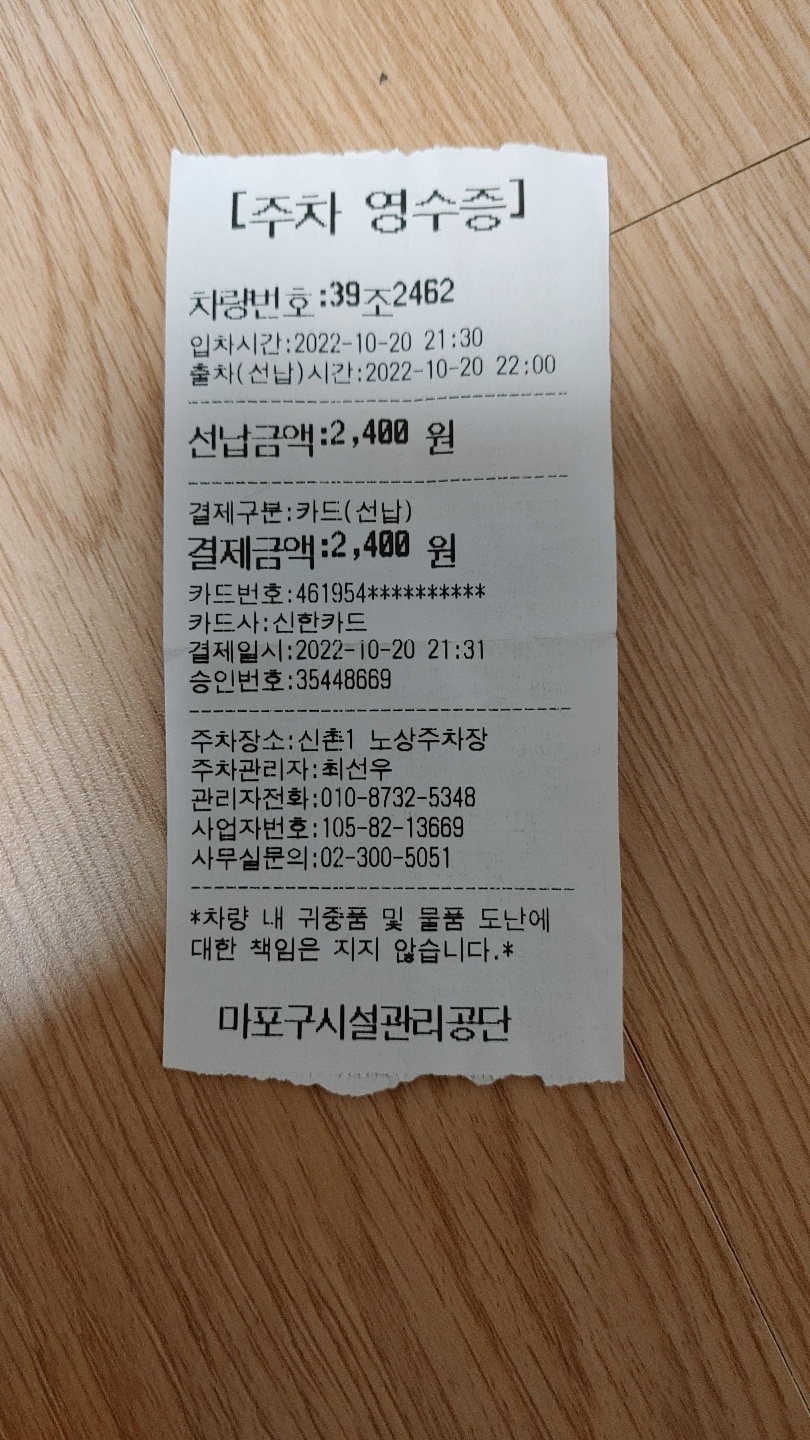 [주차 영수증]
차량번호:39조2462
입차시간:2022-10-20 21:30
출차(선납)시간:2022-10-20 22:00
선납금액:2,400 원
결제구분:카드(선납)
결제금액:2,400 원
카드번호:461954**********
카드사:신한카드
결제일시:2022-10-20 21:31
승인번호:35448669
주차장소:신촌1 노상주차장
주차관리자:최선우
관리자전화:010-8732-5348
사업자번호:105-82-13669
사무실문의:02-300-5051
*차량 내 귀중품 및 물품 도난에
대한 책임은 지지 않습니다.*
마포구시설관리공단